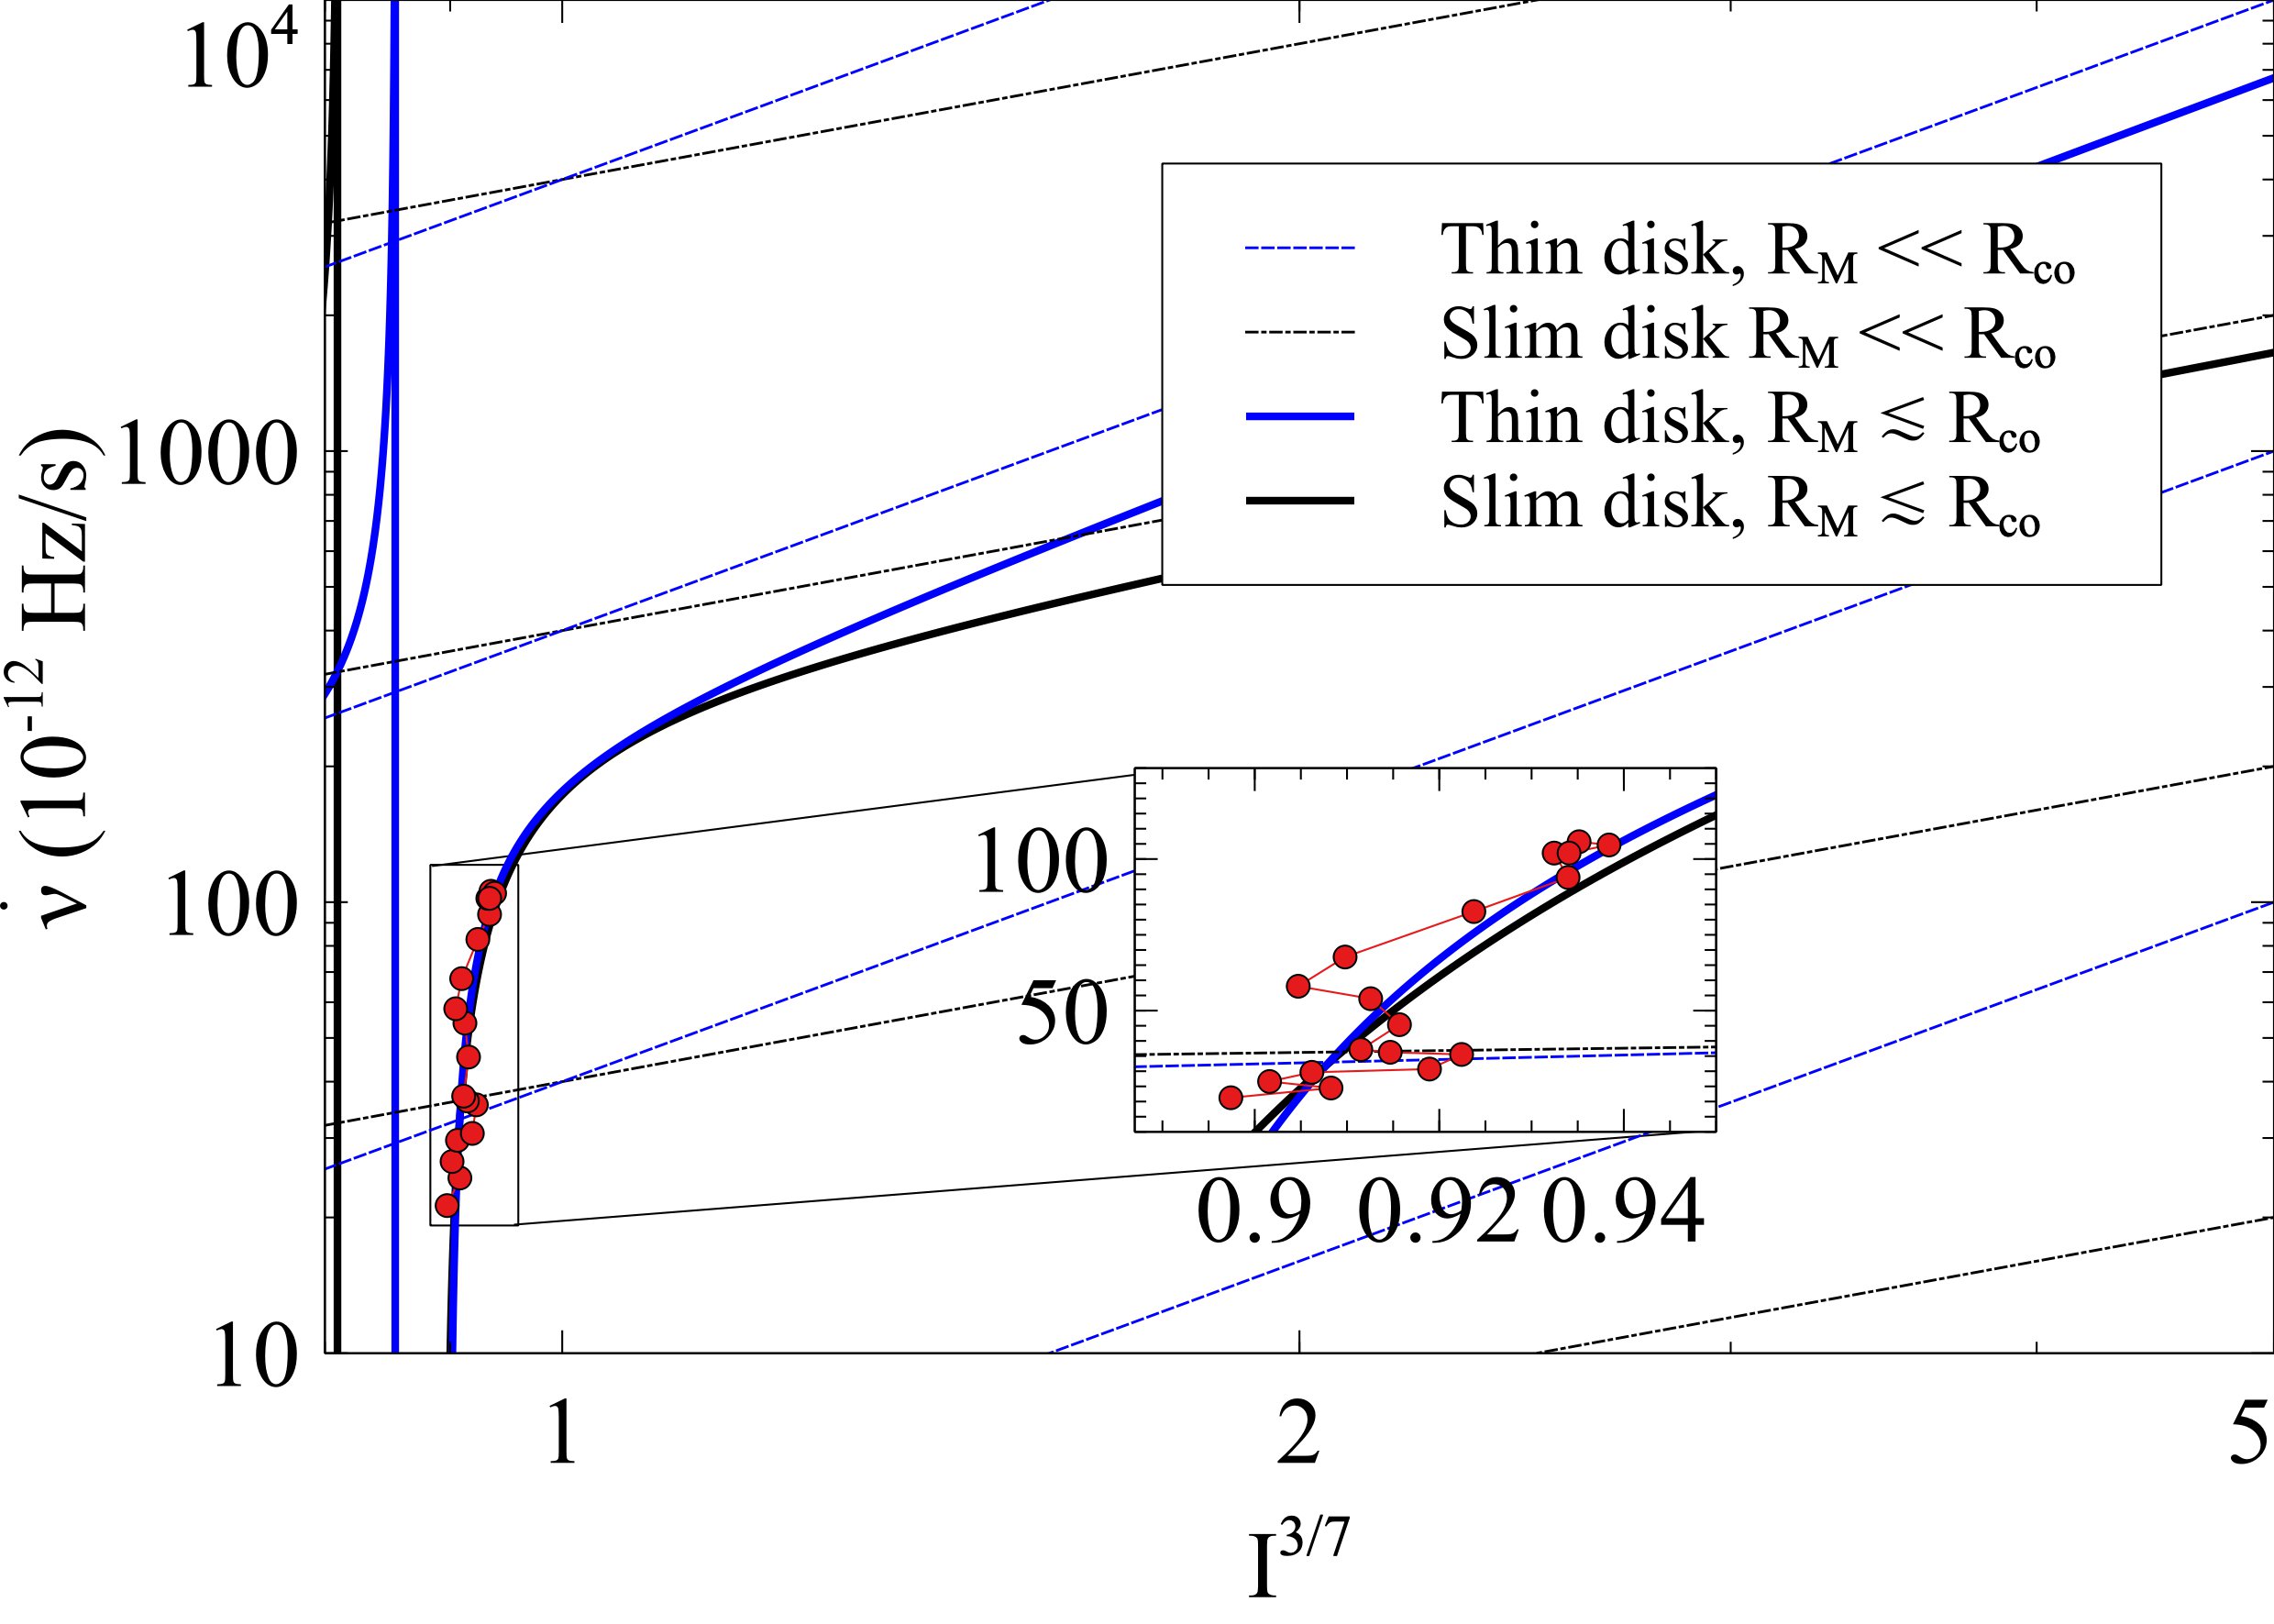 10⁴
1000
100
10
ν̇ (10⁻¹² Hz/s)
Thin disk, R_M << R_co
Slim disk R_M << R_co
Thin disk, R_M ≲ R_co
Slim disk, R_M ≲ R_co
100
50
0.9 0.92 0.94
1 2 5
I³/⁷